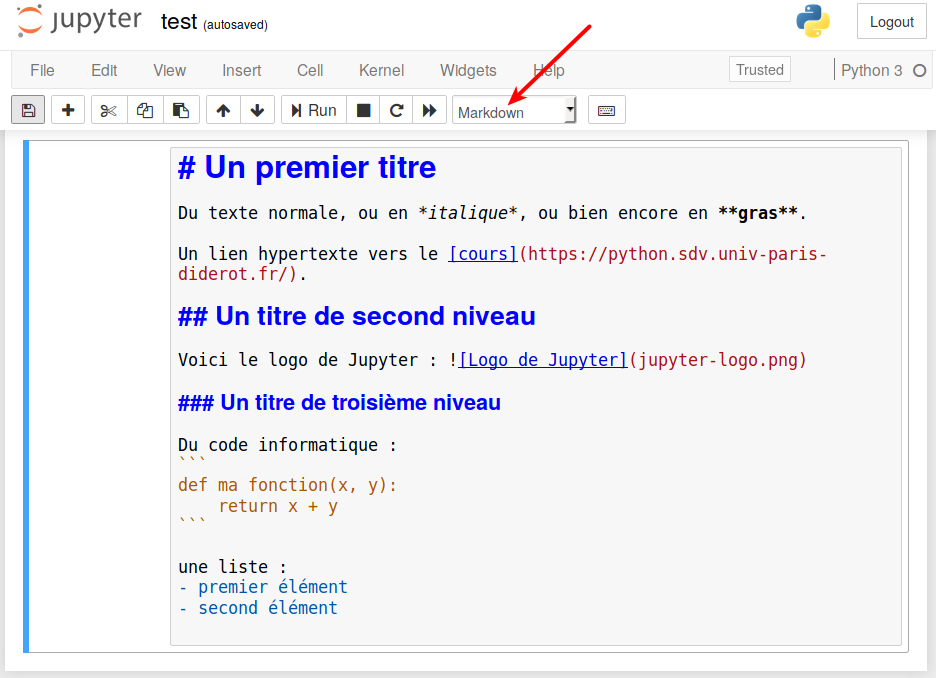 jupyter test (autosaved) Logout
File Edit View Insert Cell Kernel Widgets Help Trusted Python 3
Run Markdown
# Un premier titre
Du texte normale, ou en *italique*, ou bien encore en **gras**.
Un lien hypertexte vers le [cours](https://python.sdv.univ-paris-
diderot.fr/).
## Un titre de second niveau
Voici le logo de Jupyter : ![Logo de Jupyter](jupyter-logo.png)
### Un titre de troisième niveau
Du code informatique :
```
def ma fonction(x, y):
    return x + y
```
une liste :
- premier élément
- second élément